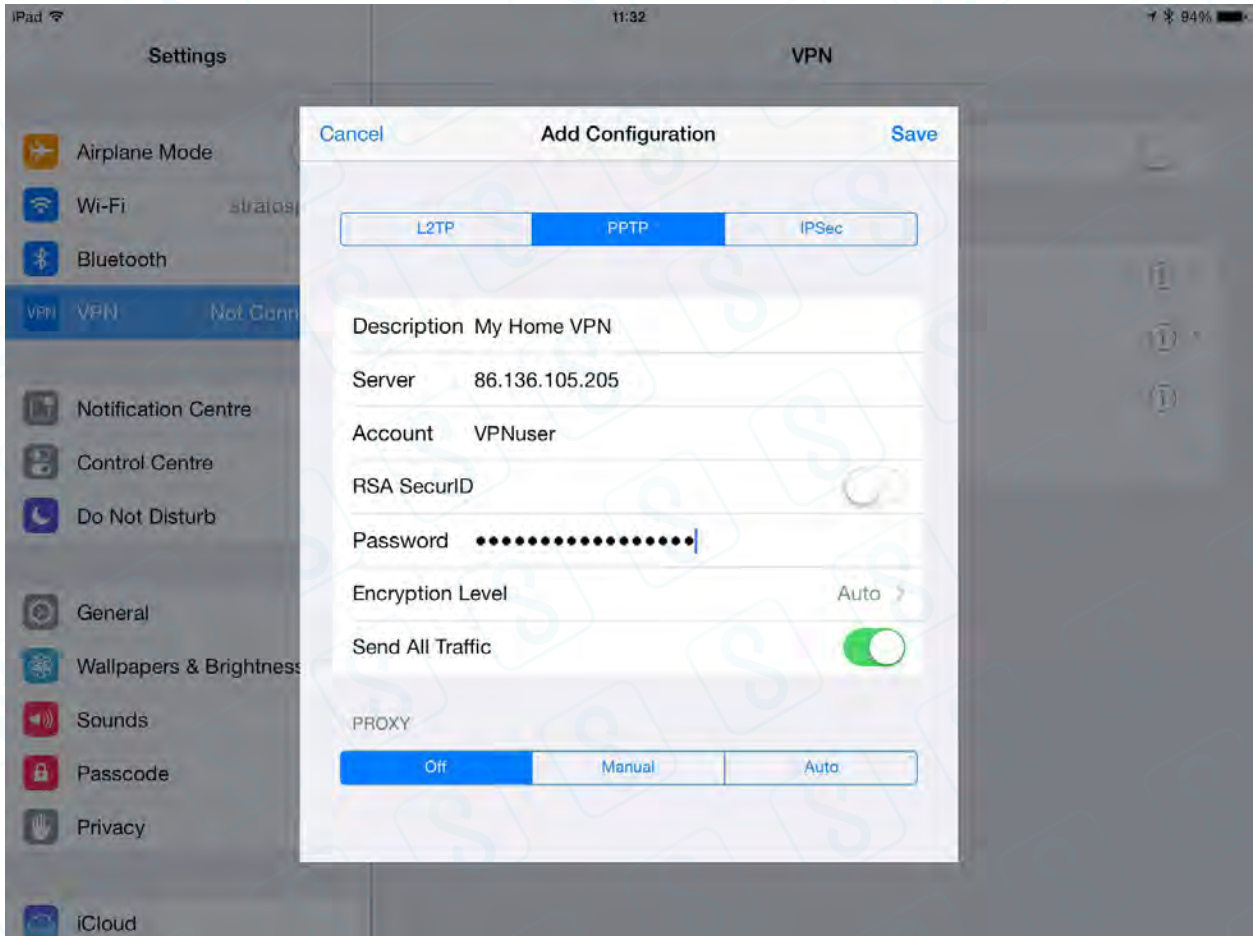 iPad 11:32 94%
Settings VPN
Cancel Add Configuration Save
Airplane Mode
Wi-Fi
L2TP PPTP IPSec
Bluetooth
VPN VPN Not Conn
Description My Home VPN
Server 86.136.105.205
Notification Centre
Account VPNuser
Control Centre
RSA SecurID
Do Not Disturb
Password •••••••••••••••••
Encryption Level Auto
General
Send All Traffic
Wallpapers & Brightness
Sounds
PROXY
Passcode
Off Manual Auto
Privacy
iCloud